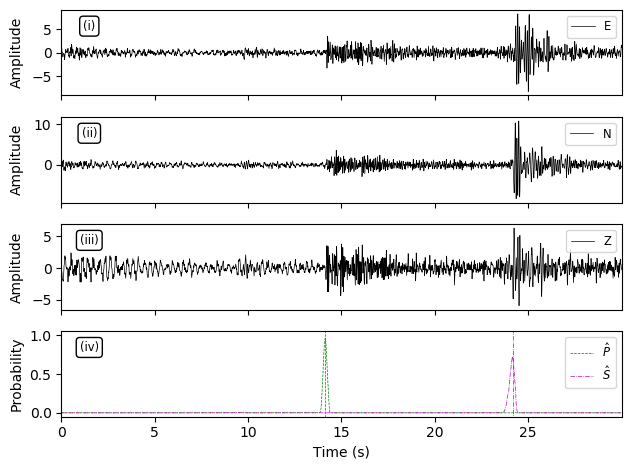 (i)
E
Amplitude
5
0
−5
(ii)
N
Amplitude
10
0
(iii)
Z
Amplitude
5
0
−5
(iv)
P̂
Ŝ
Probability
1.0
0.5
0.0
0 5 10 15 20 25
Time (s)